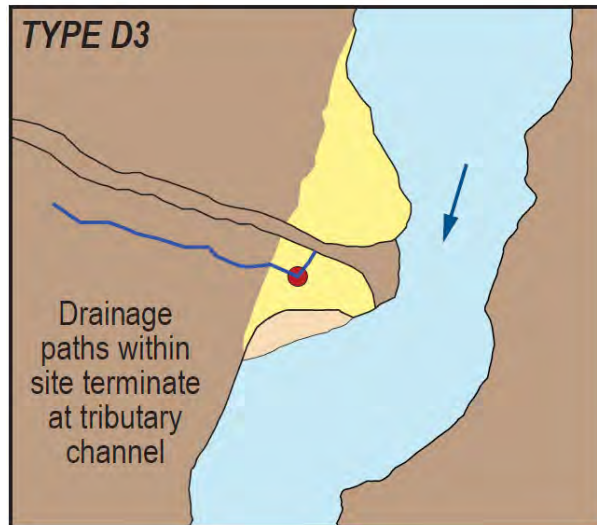 TYPE D3
Drainage
paths within
site terminate
at tributary
channel